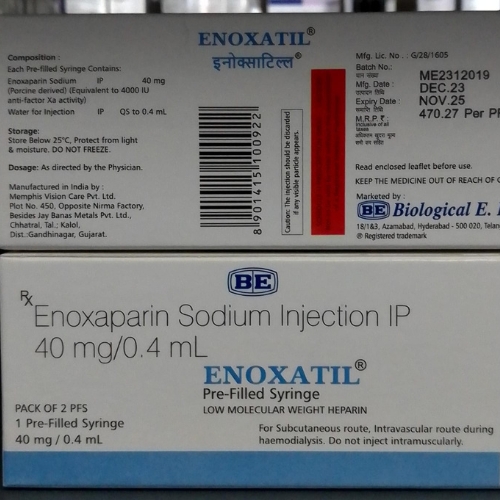 ENOXATIL®
इनोक्साटिल्ल®
Composition :
Each Pre-filled Syringe Contains:
Enoxaparin Sodium IP 40 mg
(Porcine derived) (Equivalent to 4000 IU
anti-factor Xa activity)
Water for Injection IP QS to 0.4 mL
Storage:
Store Below 25°C, Protect from light
& moisture. DO NOT FREEZE.
Dosage: As directed by the Physician.
Manufactured in India by :
Memphis Vision Care Pvt. Ltd.
Plot No. 450, Opposite Nirma Factory,
Besides Jay Banas Metals Pvt. Ltd.,
Chhatral, Tal.; Kalol,
Dist.:Gandhinagar, Gujarat.
8 901415 100922
Caution: The injection should be discarded
if any visible particle appears.
Mfg. Lic. No. : G/28/1605
Batch No.: ME2312019
Mfg. Date : DEC.23
Expiry Date : NOV.25
M.R.P. ₹ : 470.27 Per P
Inclusive of all
taxes
Read enclosed leaflet before use.
KEEP THE MEDICINE OUT OF REACH OF
Marketed by :
BE Biological E.
18/1&3, Azamabad, Hyderabad - 500 020, Telan
® Registered trademark
BE
Rx
Enoxaparin Sodium Injection IP
40 mg/0.4 mL
ENOXATIL®
Pre-Filled Syringe
LOW MOLECULAR WEIGHT HEPARIN
PACK OF 2 PFS
1 Pre-Filled Syringe
40 mg / 0.4 mL
For Subcutaneous route, Intravascular route during
haemodialysis. Do not inject intramuscularly.